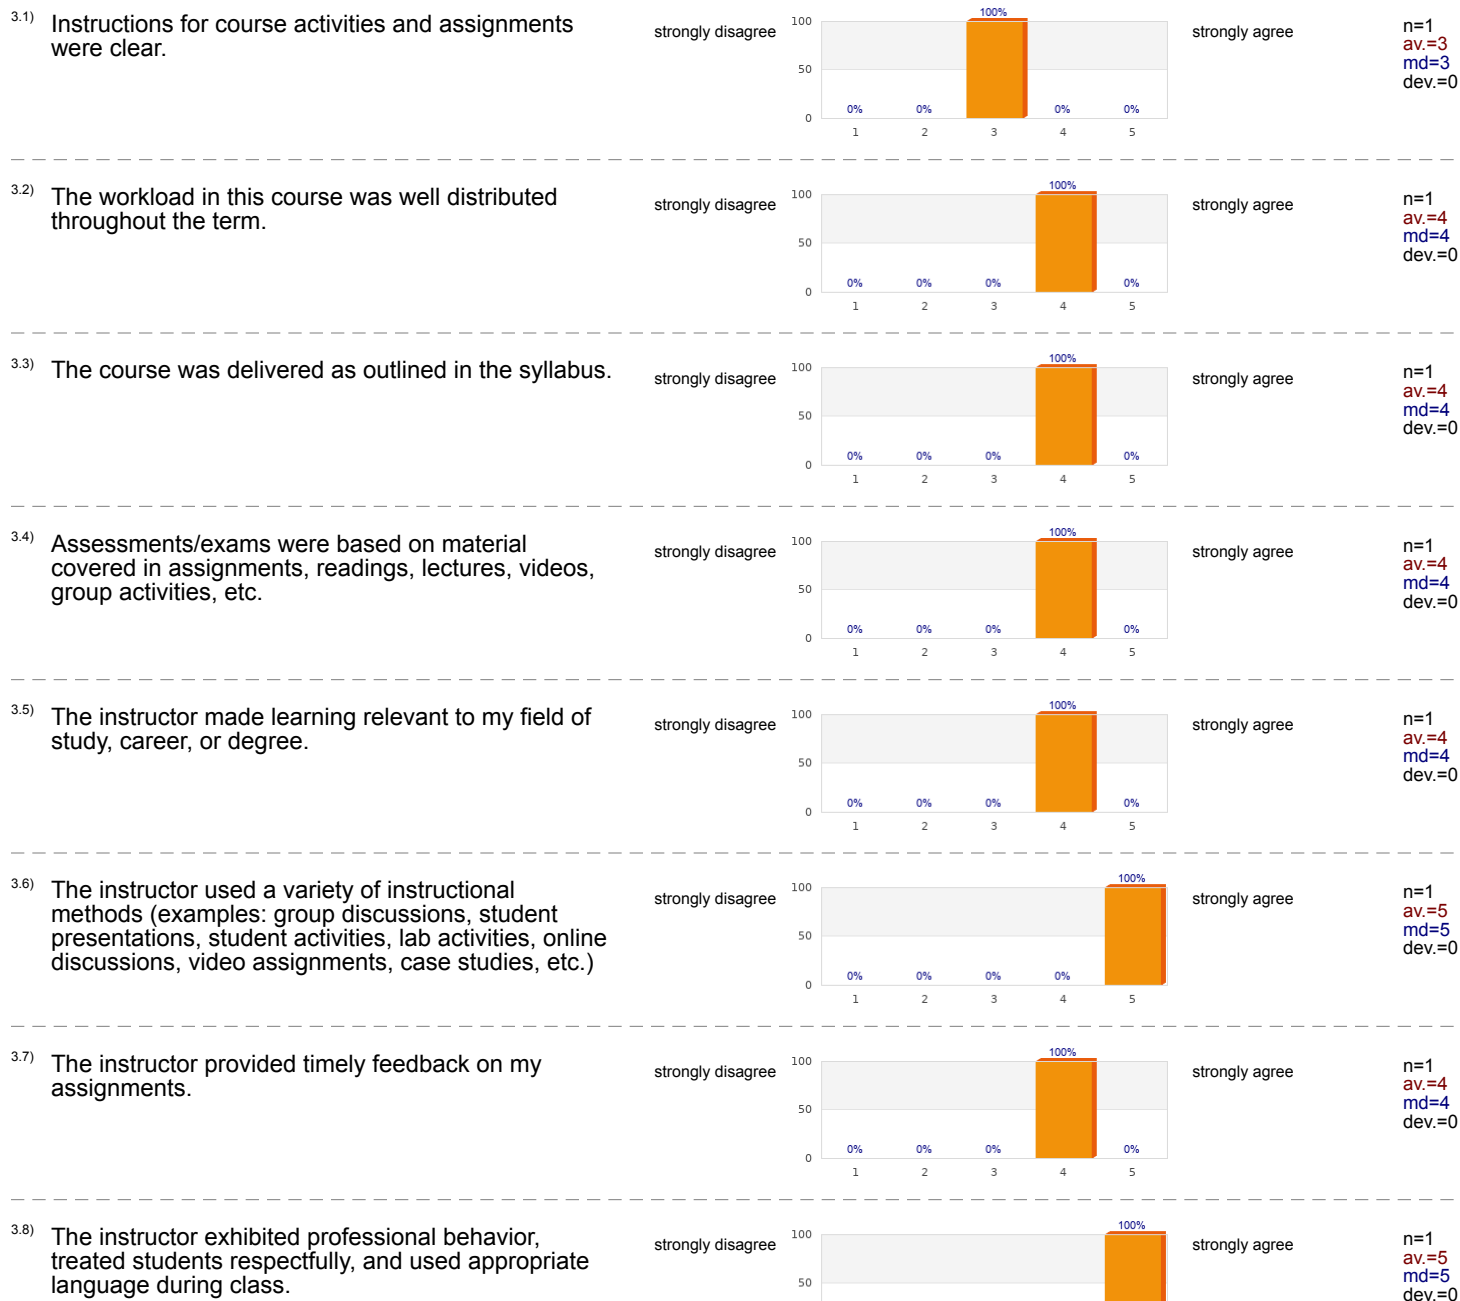 3.1) Instructions for course activities and assignments
were clear.
strongly disagree
100
50
0
0%
0%
100%
0%
0%
1 2 3 4 5
strongly agree
n=1
av.=3
md=3
dev.=0
3.2) The workload in this course was well distributed
throughout the term.
strongly disagree
100
50
0
0%
0%
0%
100%
0%
1 2 3 4 5
strongly agree
n=1
av.=4
md=4
dev.=0
3.3) The course was delivered as outlined in the syllabus.
strongly disagree
100
50
0
0%
0%
0%
100%
0%
1 2 3 4 5
strongly agree
n=1
av.=4
md=4
dev.=0
3.4) Assessments/exams were based on material
covered in assignments, readings, lectures, videos,
group activities, etc.
strongly disagree
100
50
0
0%
0%
0%
100%
0%
1 2 3 4 5
strongly agree
n=1
av.=4
md=4
dev.=0
3.5) The instructor made learning relevant to my field of
study, career, or degree.
strongly disagree
100
50
0
0%
0%
0%
100%
0%
1 2 3 4 5
strongly agree
n=1
av.=4
md=4
dev.=0
3.6) The instructor used a variety of instructional
methods (examples: group discussions, student
presentations, student activities, lab activities, online
discussions, video assignments, case studies, etc.)
strongly disagree
100
50
0
0%
0%
0%
0%
100%
1 2 3 4 5
strongly agree
n=1
av.=5
md=5
dev.=0
3.7) The instructor provided timely feedback on my
assignments.
strongly disagree
100
50
0
0%
0%
0%
100%
0%
1 2 3 4 5
strongly agree
n=1
av.=4
md=4
dev.=0
3.8) The instructor exhibited professional behavior,
treated students respectfully, and used appropriate
language during class.
strongly disagree
100
50
100%
strongly agree
n=1
av.=5
md=5
dev.=0